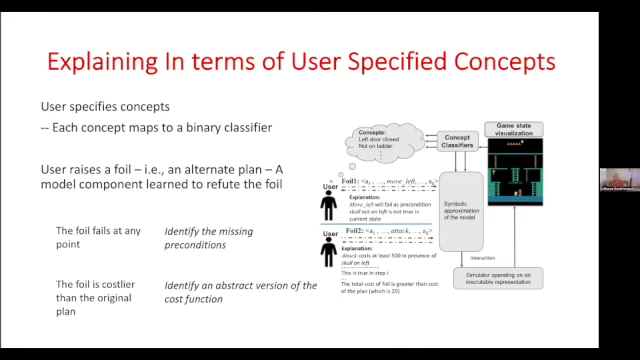 Explaining In terms of User Specified Concepts
User specifies concepts
-- Each concept maps to a binary classifier
User raises a foil – i.e., an alternate plan – A
model component learned to refute the foil
The foil fails at any
point
Identify the missing
preconditions
The foil is costlier
than the original
plan
Identify an abstract version of the
cost function
Concepts:
Left door closed
Not on ladder
Concept
Classifiers
Game state
visualization
User
Foil1: <a₁, …, move_left, …, aₙ>
Explanation:
Move_left will fail as precondition
skull not on left is not true in
current state
User
Foil2: <a₁, …, attack, …, aₙ>
Explanation:
Attack costs at least 500 in presence of
skull on left
This is true in step i
The total cost of foil is greater than cost
of the plan (which is 20)
Symbolic
approximation
of the model
Interaction
Simulator operating on an
inscrutable representation